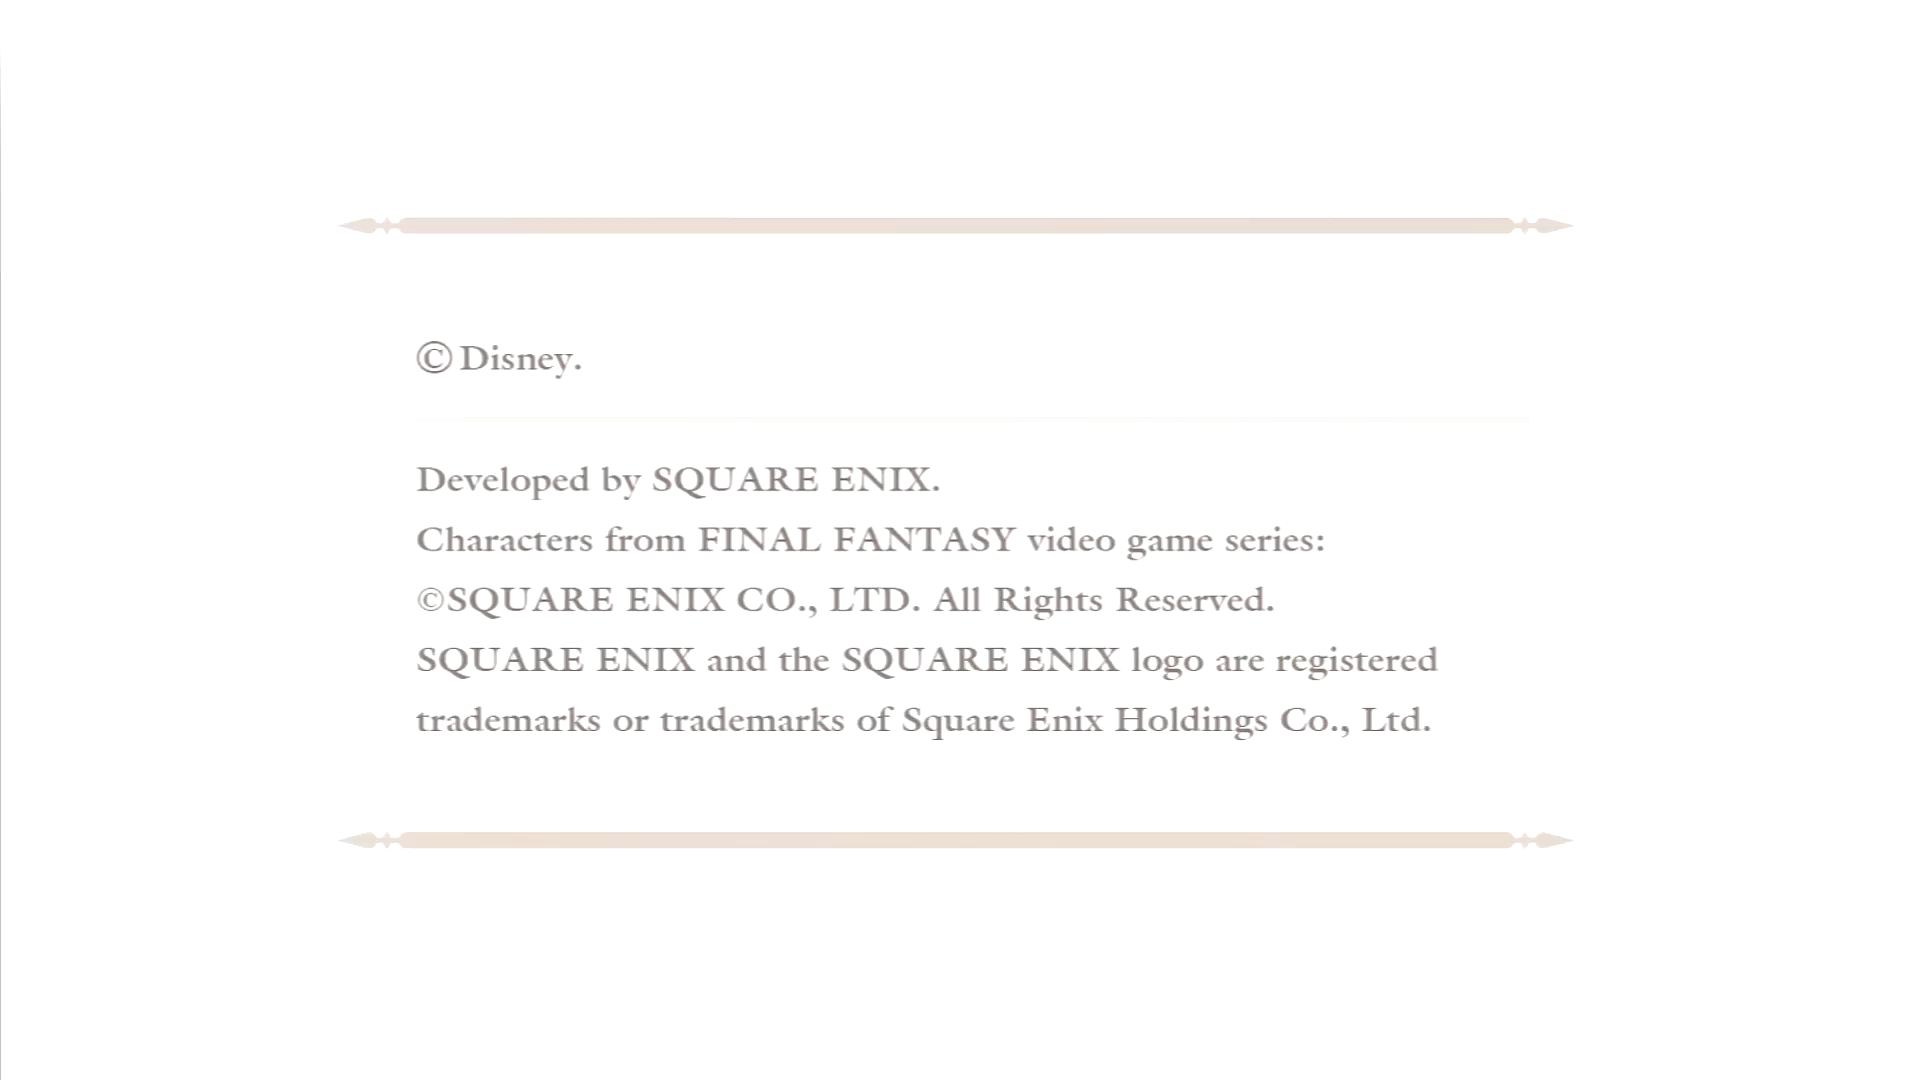 © Disney.
Developed by SQUARE ENIX.
Characters from FINAL FANTASY video game series:
©SQUARE ENIX CO., LTD. All Rights Reserved.
SQUARE ENIX and the SQUARE ENIX logo are registered
trademarks or trademarks of Square Enix Holdings Co., Ltd.